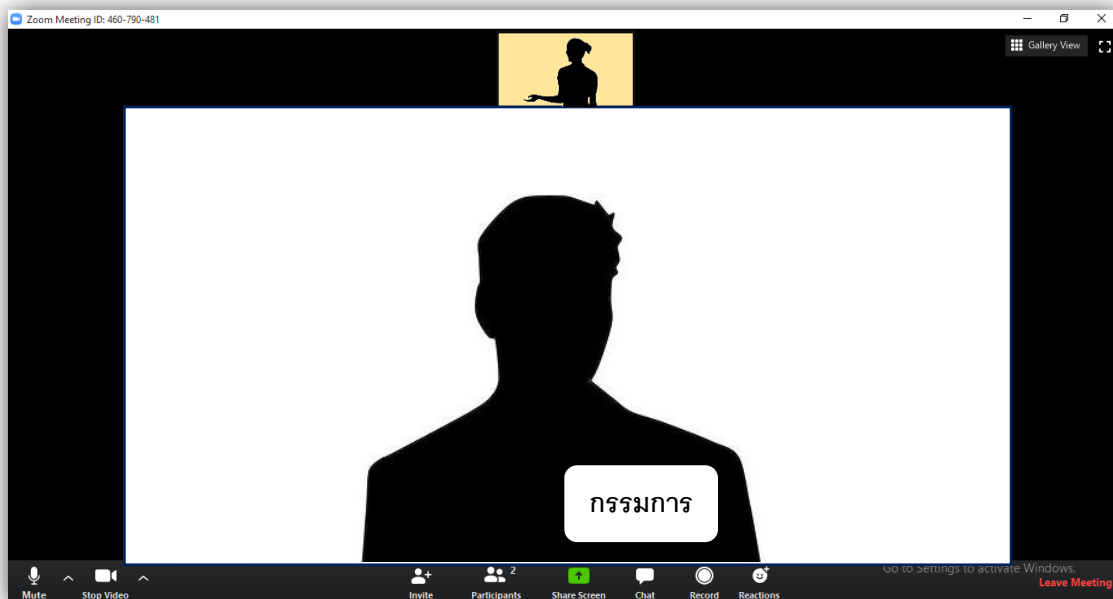 Zoom Meeting ID: 460-790-481
Gallery View
กรรมการ
Go to Settings to activate Windows.
Mute
Stop Video
Invite
Participants
2
Share Screen
Chat
Record
Reactions
Leave Meeting